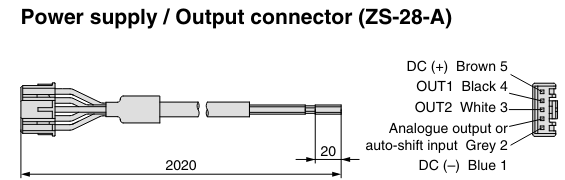 Power supply / Output connector (ZS-28-A)
DC (+) Brown 5
OUT1 Black 4
OUT2 White 3
Analogue output or
auto-shift input Grey 2
DC (–) Blue 1
20
2020